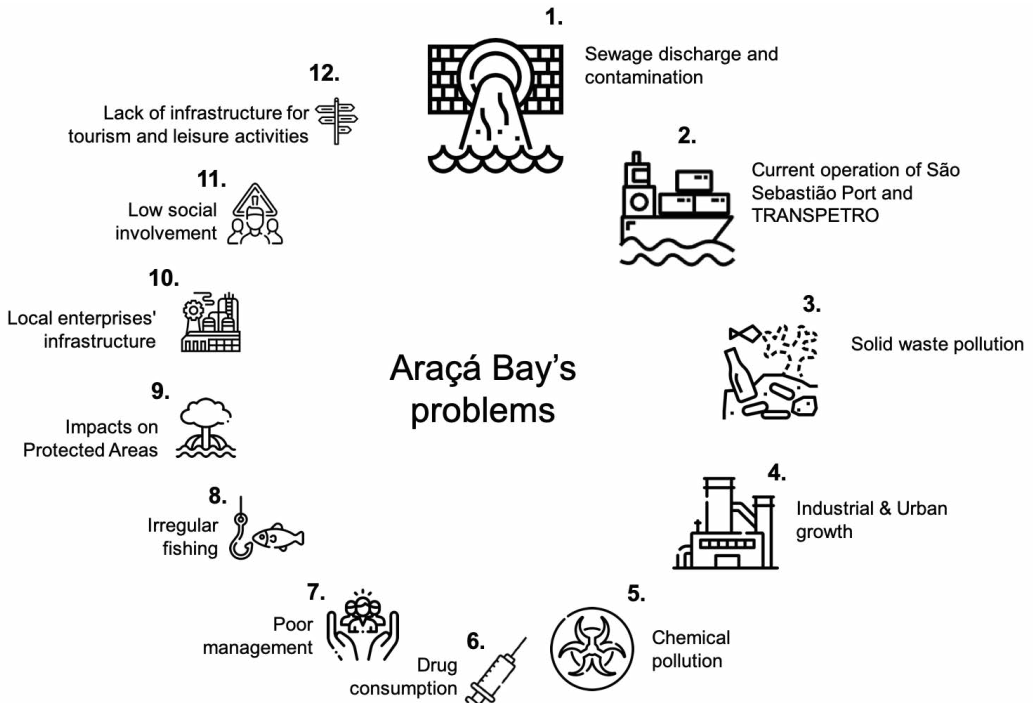 Araçá Bay's
problems
1.
Sewage discharge and
contamination
2.
Current operation of São
Sebastião Port and
TRANSPETRO
3.
Solid waste pollution
4.
Industrial & Urban
growth
5.
Chemical
pollution
6.
Drug
consumption
7.
Poor
management
8.
Irregular
fishing
9.
Impacts on
Protected Areas
10.
Local enterprises'
infrastructure
11.
Low social
involvement
12.
Lack of infrastructure for
tourism and leisure activities